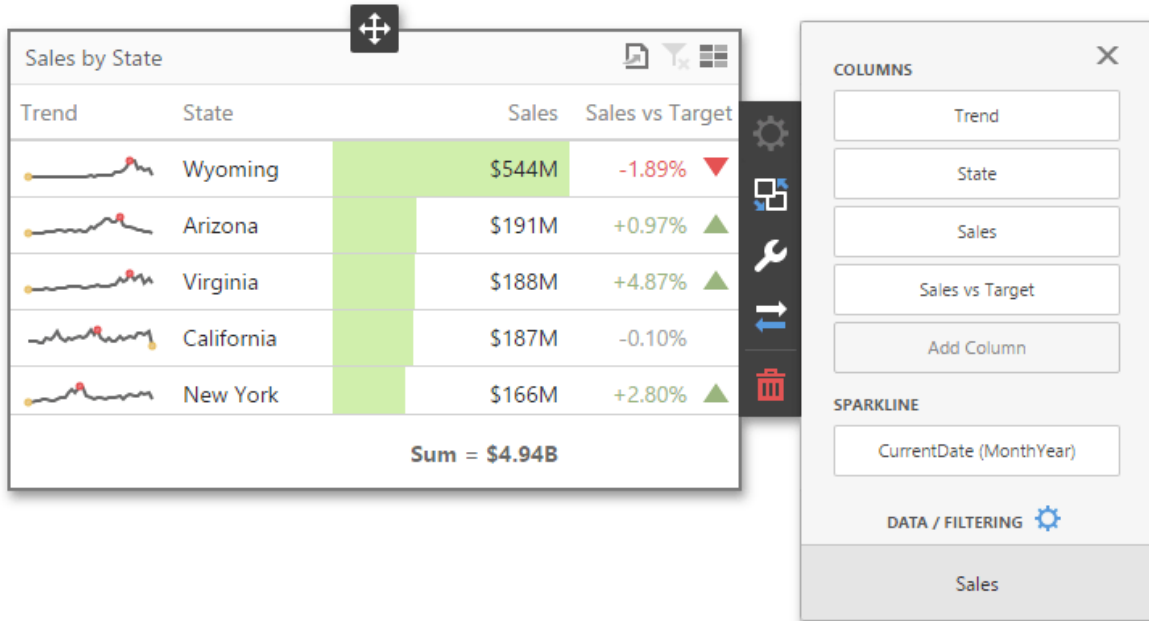 Sales by State
Trend State Sales Sales vs Target
Wyoming $544M -1.89%
Arizona $191M +0.97%
Virginia $188M +4.87%
California $187M -0.10%
New York $166M +2.80%
Sum = $4.94B
COLUMNS
Trend
State
Sales
Sales vs Target
Add Column
SPARKLINE
CurrentDate (MonthYear)
DATA / FILTERING
Sales